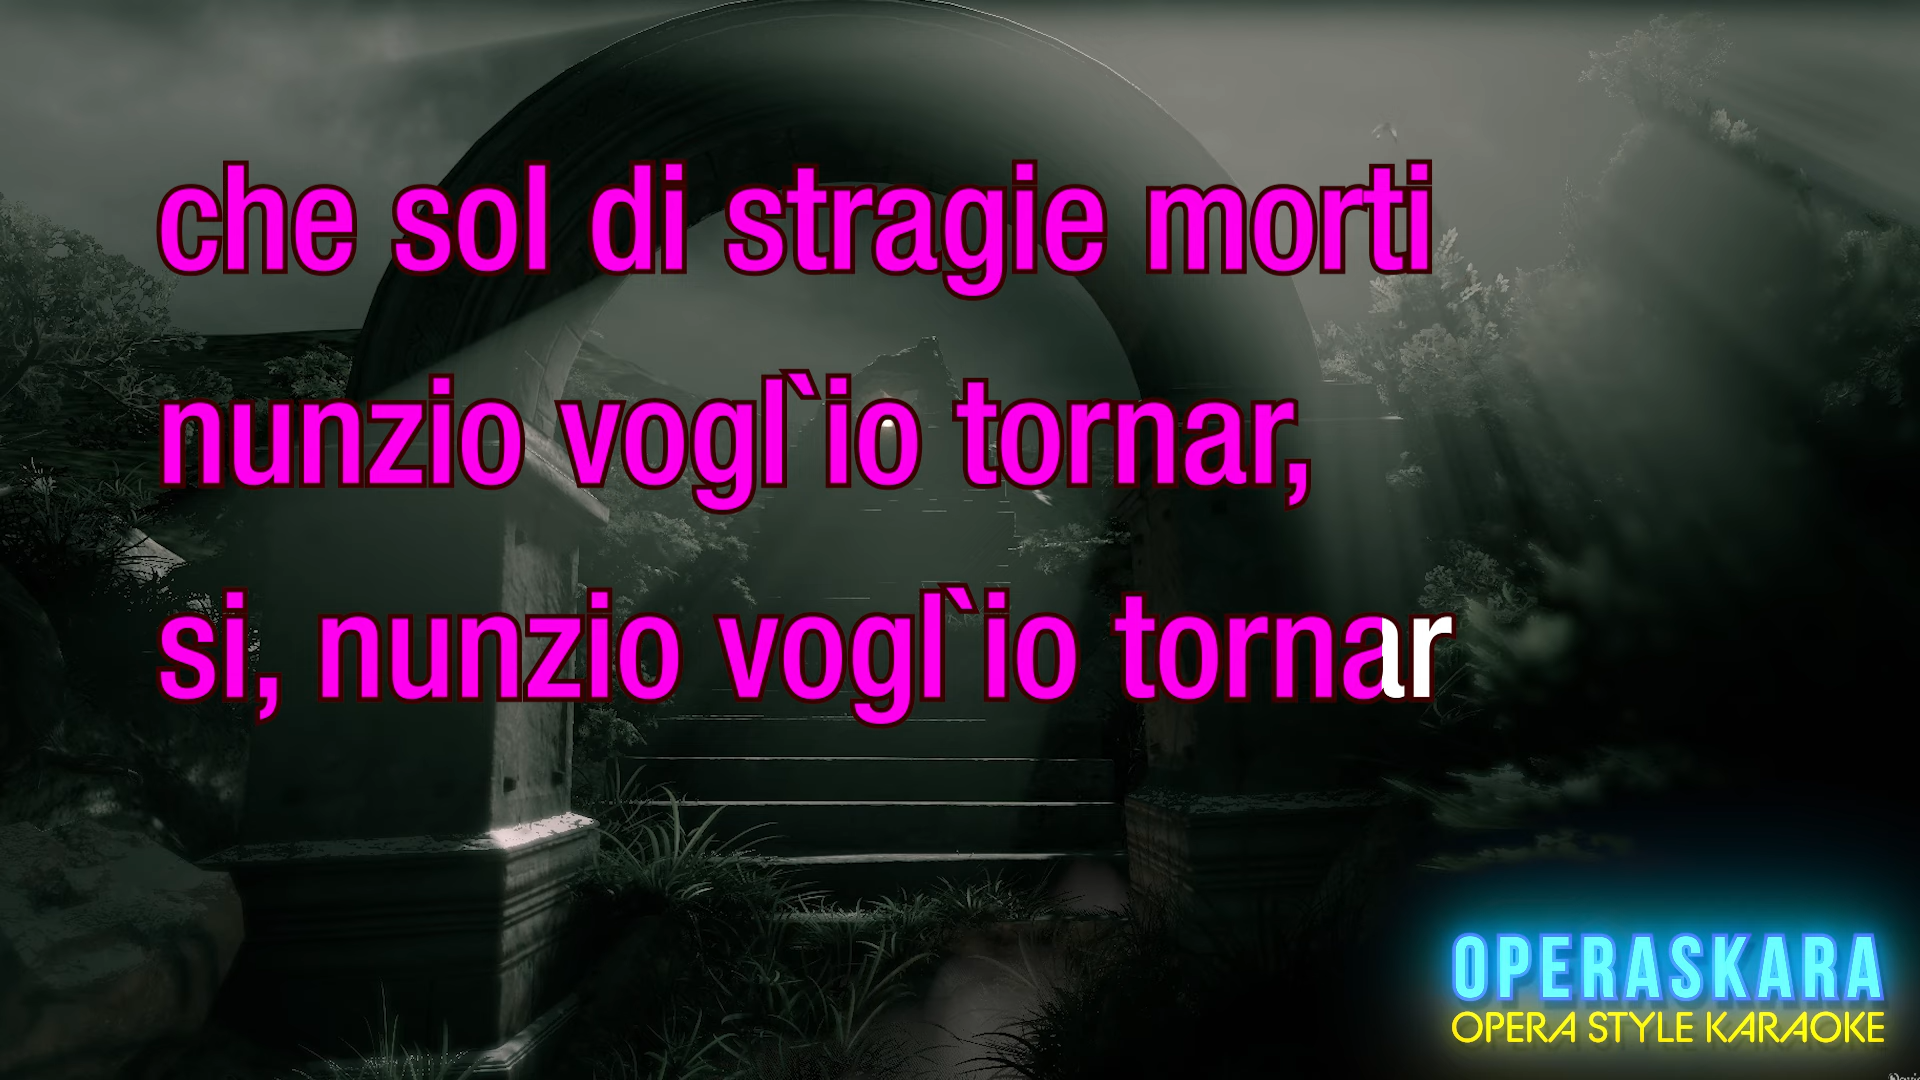 che sol di stragie morti
nunzio vogl`io tornar,
si, nunzio vogl`io tornar
OPERASKARA
OPERA STYLE KARAOKE